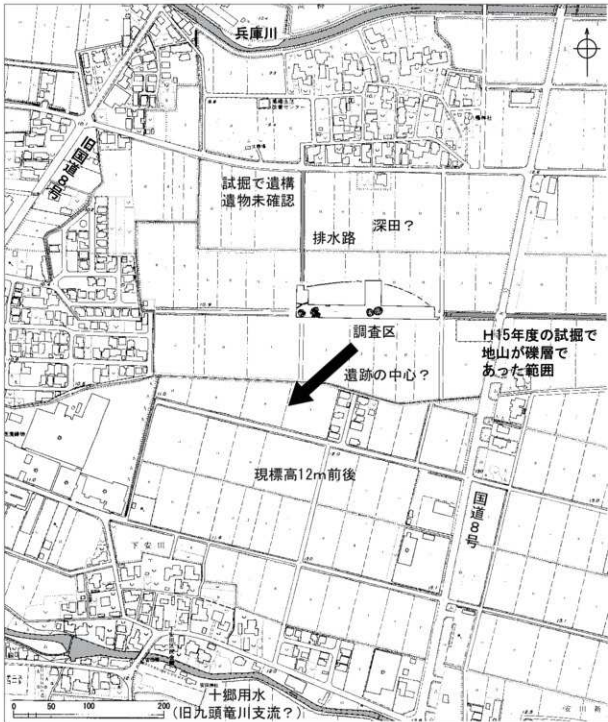 兵庫川
旧国道8号
試掘で遺構
遺物未確認
深田?
排水路
調査区
H15年度の試掘で
地山が礫層で
あった範囲
遺跡の中心?
現標高12m前後
国道8号
下安川
十郷用水
(旧九頭竜川支流?)
0 50 100 200